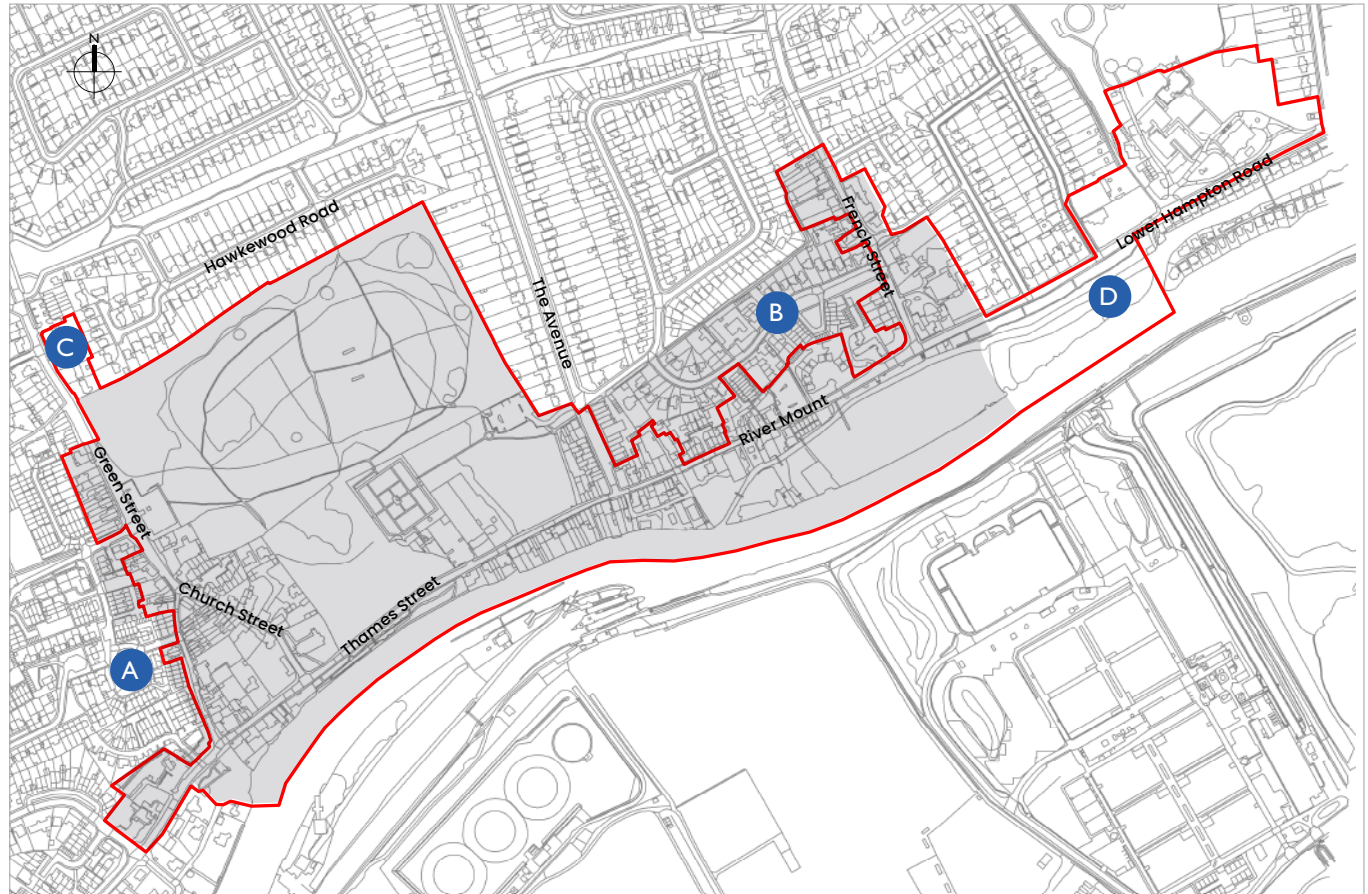 N
Hawkewood Road
The Avenue
French Street
Lower Hampton Road
D
B
C
River Mount
Green Street
Church Street
Thames Street
A